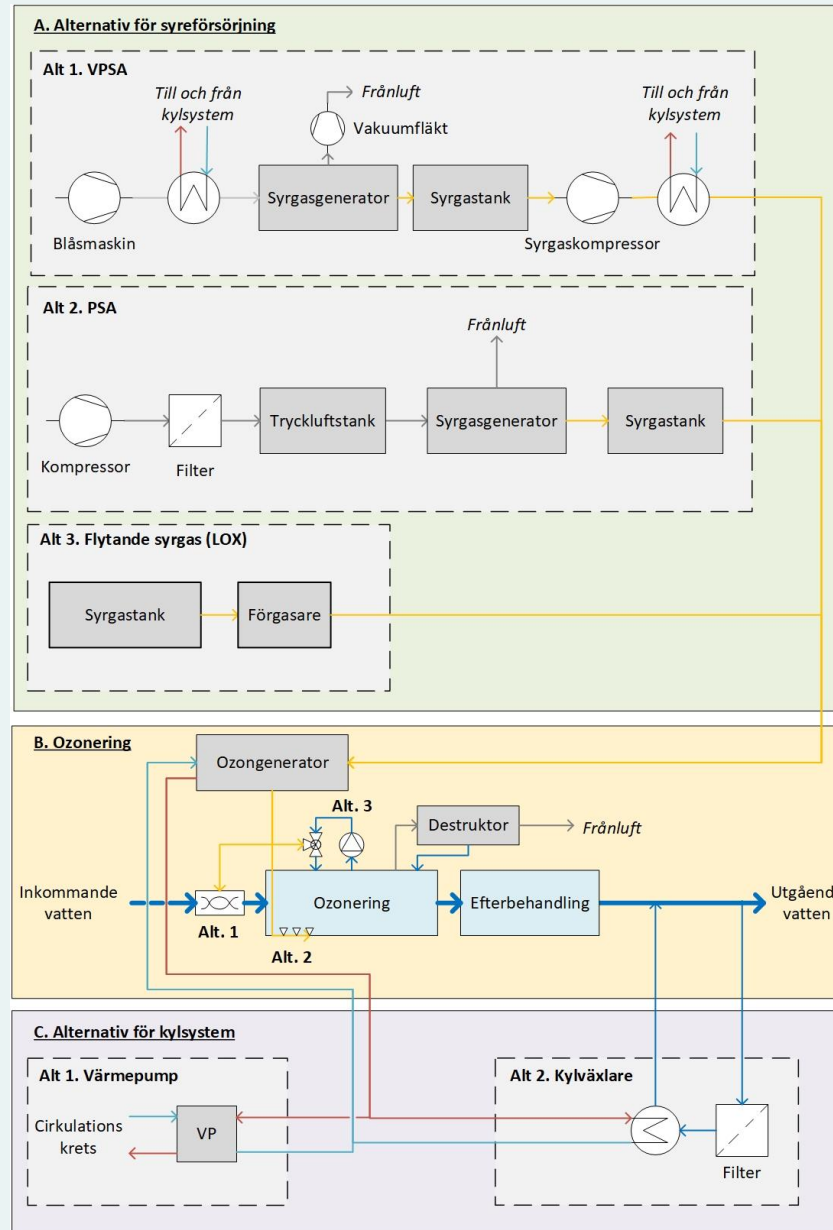 A. Alternativ för syreförsörjning
Alt 1. VPSA
Till och från
kylsystem
Frånluft
Vakuumfläkt
Till och från
kylsystem
Blåsmaskin
Syrgasgenerator
Syrgastank
Syrgaskompressor
Alt 2. PSA
Frånluft
Kompressor
Filter
Tryckluftstank
Syrgasgenerator
Syrgastank
Alt 3. Flytande syrgas (LOX)
Syrgastank
Förgasare
B. Ozonering
Ozongenerator
Alt. 3
Destruktor
Frånluft
Inkommande
vatten
Alt. 1
Ozonering
Alt. 2
Efterbehandling
Utgåend
vatten
C. Alternativ för kylsystem
Alt 1. Värmepump
Cirkulations
krets
VP
Alt 2. Kylväxlare
Filter